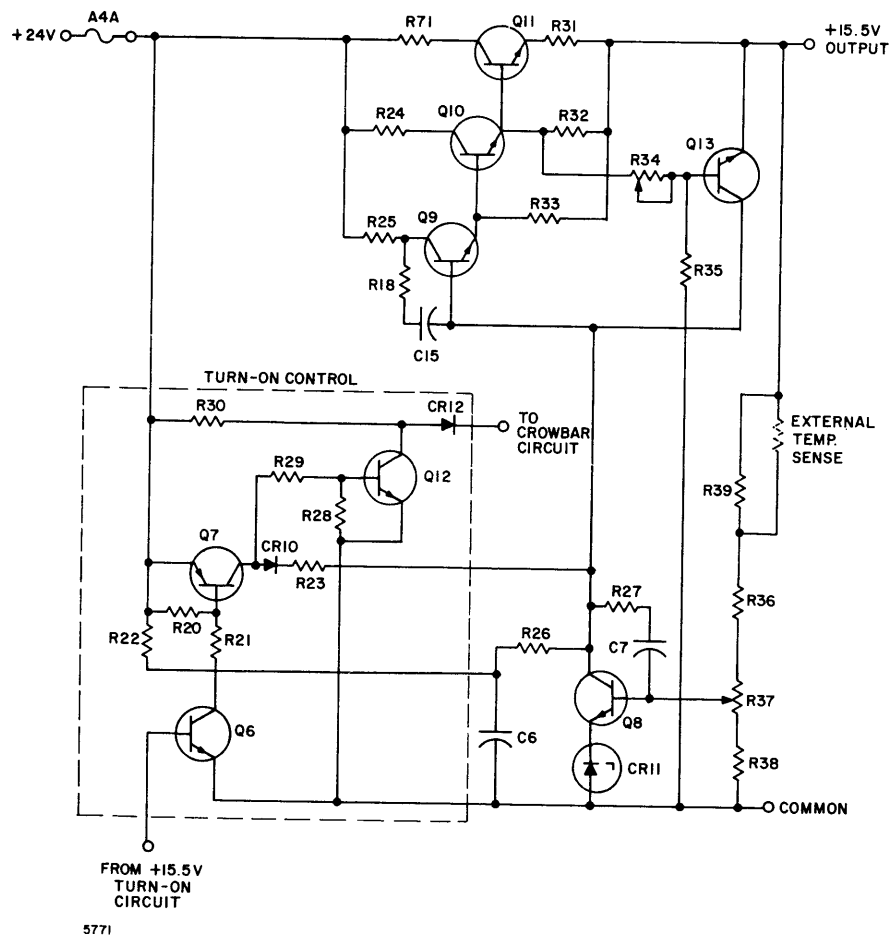 A4A
+24V
R71
Q11
R31
+15.5V
OUTPUT
R24
Q10
R32
Q13
R34
R25
Q9
R33
R18
R35
C15
TURN-ON CONTROL
R30
CR12
TO
CROWBAR
CIRCUIT
EXTERNAL
TEMP.
SENSE
R29
Q12
R28
R39
Q7
CR10
R23
R20
R22
R21
R26
R27
C7
R36
R37
Q8
Q6
C6
CR11
R38
COMMON
FROM +15.5V
TURN-ON
CIRCUIT
5771